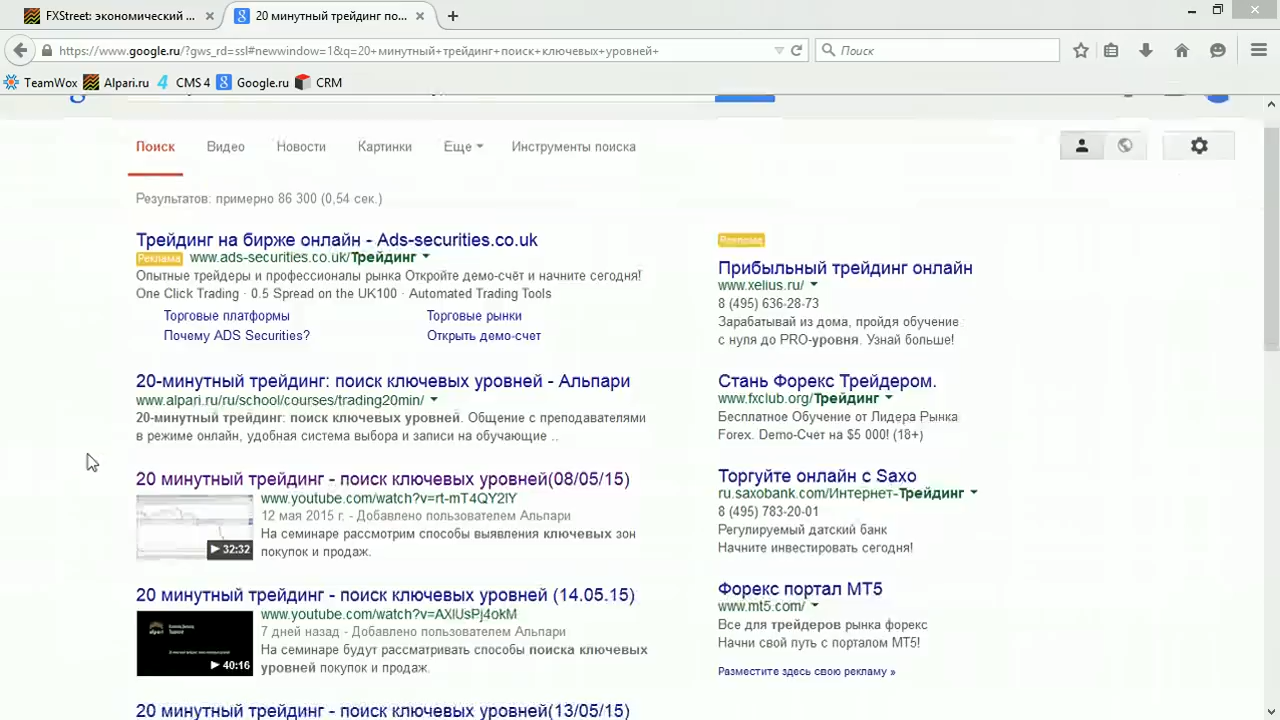 FXStreet: экономический ...
20 минутный трейдинг по...
https://www.google.ru/?gws_rd=ssl#newwindow=1&q=20+минутный+трейдинг+поиск+ключевых+уровней+
Поиск
TeamWox
Alpari.ru
CMS 4
Google.ru
CRM
Поиск
Видео
Новости
Картинки
Еще
Инструменты поиска
Результатов: примерно 86 300 (0,54 сек.)
Трейдинг на бирже онлайн - Ads-securities.co.uk
Реклама www.ads-securities.co.uk/Трейдинг
Опытные трейдеры и профессионалы рынка Откройте демо-счёт и начните сегодня!
One Click Trading · 0.5 Spread on the UK100 · Automated Trading Tools
Торговые платформы
Торговые рынки
Почему ADS Securities?
Открыть демо-счет
20-минутный трейдинг: поиск ключевых уровней - Альпари
www.alpari.ru/ru/school/courses/trading20min/
20-минутный трейдинг: поиск ключевых уровней. Общение с преподавателями
в режиме онлайн, удобная система выбора и записи на обучающие ..
20 минутный трейдинг - поиск ключевых уровней(08/05/15)
www.youtube.com/watch?v=rt-mT4QY2IY
12 мая 2015 г. - Добавлено пользователем Альпари
На семинаре рассмотрим способы выявления ключевых зон
покупок и продаж.
32:32
20 минутный трейдинг - поиск ключевых уровней (14.05.15)
www.youtube.com/watch?v=AXlUsPj4okM
7 дней назад - Добавлено пользователем Альпари
На семинаре будут рассматривать способы поиска ключевых
уровней покупок и продаж.
40:16
20 минутный трейдинг - поиск ключевых уровней(13/05/15)
Реклама
Прибыльный трейдинг онлайн
www.xelius.ru/
8 (495) 636-28-73
Зарабатывай из дома, пройдя обучение
с нуля до PRO-уровня. Узнай больше!
Стань Форекс Трейдером.
www.fxclub.org/Трейдинг
Бесплатное Обучение от Лидера Рынка
Forex. Demo-Счет на $5 000! (18+)
Торгуйте онлайн с Saxo
ru.saxobank.com/Интернет-Трейдинг
8 (495) 783-20-01
Регулируемый датский банк
Начните инвестировать сегодня!
Форекс портал МТ5
www.mt5.com/
Все для трейдеров рынка форекс
Начни свой путь с порталом МТ5!
Разместите здесь свою рекламу »